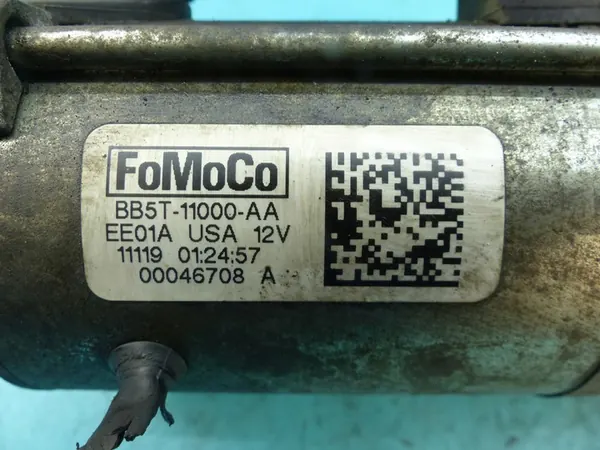 FoMoCo
BB5T-11000-AA
EE01A USA 12V
11119 01:24:57
00046708 A